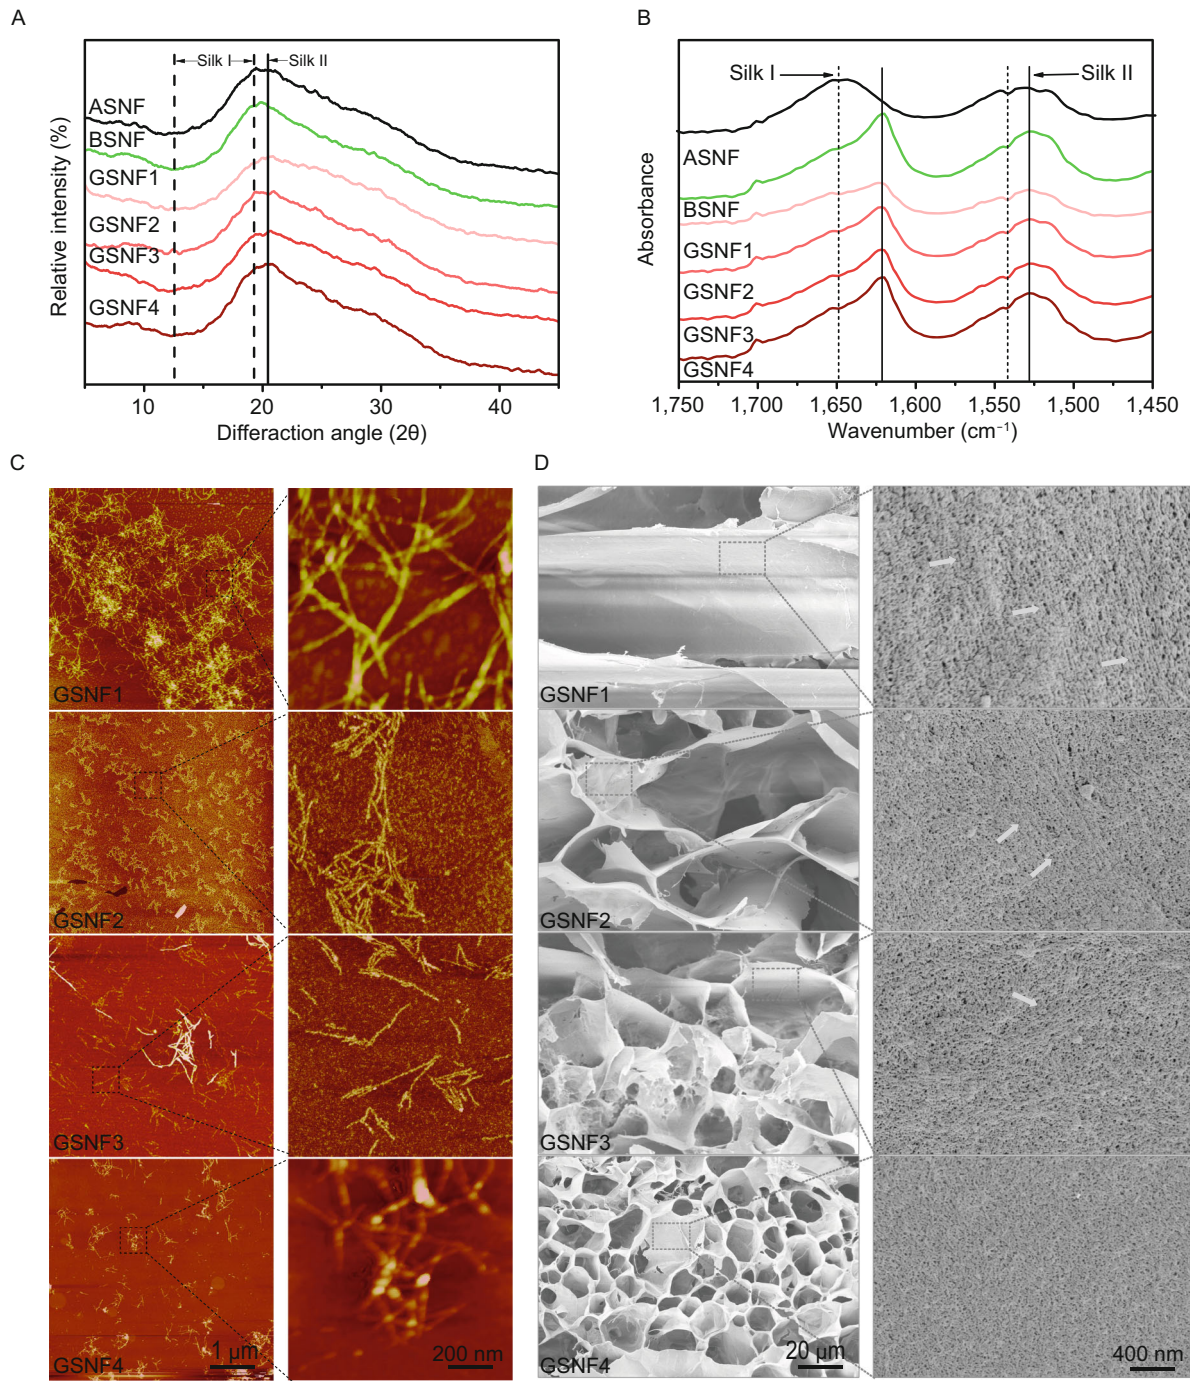 A
Silk I
Silk II
ASNF
BSNF
GSNF1
GSNF2
GSNF3
GSNF4
Relative intensity (%)
10
20
30
40
Differaction angle (2θ)
B
Silk I
Silk II
ASNF
BSNF
GSNF1
GSNF2
GSNF3
GSNF4
Absorbance
1,750
1,700
1,650
1,600
1,550
1,500
1,450
Wavenumber (cm⁻¹)
C
GSNF1
GSNF2
GSNF3
GSNF4
1 µm
200 nm
D
GSNF1
GSNF2
GSNF3
GSNF4
20 µm
400 nm